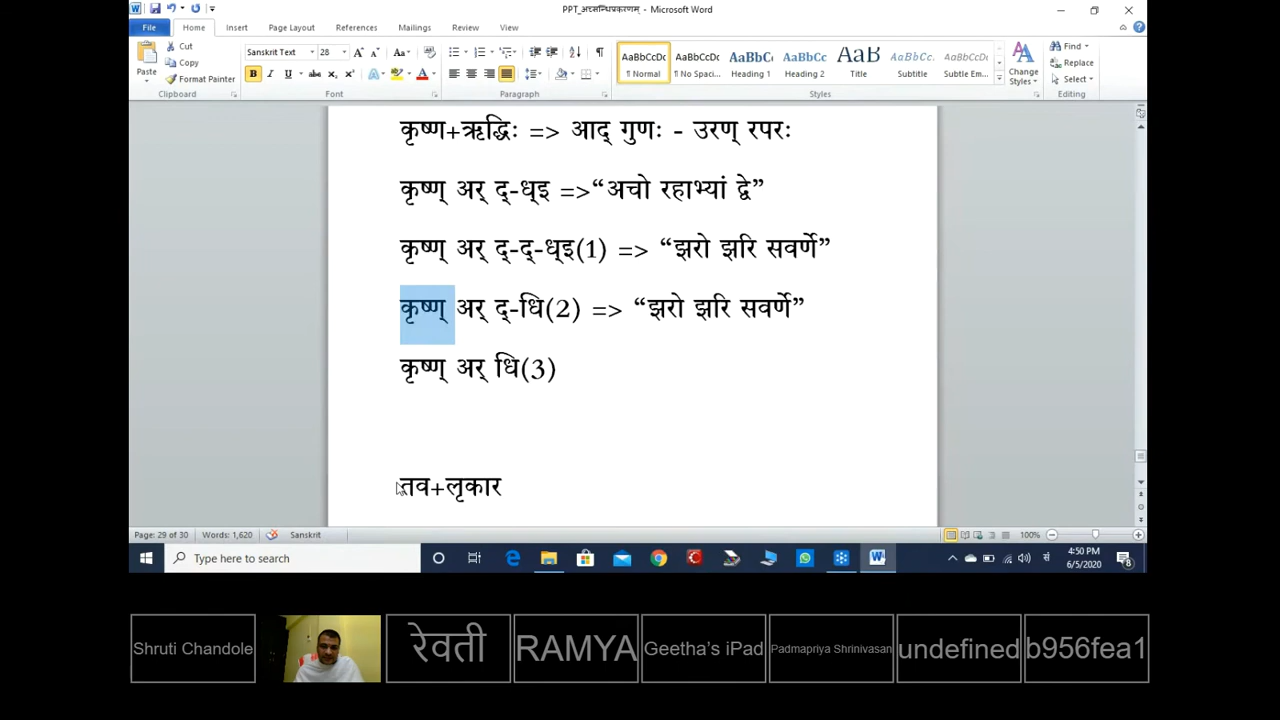 PPT_अच्सन्धिप्रकरणम् - Microsoft Word
File Home Insert Page Layout References Mailings Review View
Paste Cut Copy Format Painter
Sanskrit Text 28
AaBbCcDc AaBbCcDc AaBbCc AaBbCc AaB AaBbCc. AaBbCcDc
¶ Normal ¶ No Spaci... Heading 1 Heading 2 Title Subtitle Subtle Em...
Change Styles
Find Replace Select
Clipboard Font Paragraph Styles Editing
कृष्ण+ऋद्धिः => आद् गुणः - उरण् रपरः
कृष्ण् अर् द्-ध्इ =>“अचो रहाभ्यां द्वे”
कृष्ण् अर् द्-द्-ध्इ(1) => “झरो झरि सवर्णे”
कृष्ण् अर् द्-धि(2) => “झरो झरि सवर्णे”
कृष्ण् अर् धि(3)
तव+लृकार
Page: 29 of 30 Words: 1,620 Sanskrit 100%
Type here to search
4:50 PM
6/5/2020
Shruti Chandole
रेवती
RAMYA
Geetha's iPad
Padmapriya Shrinivasan
undefined
b956fea1